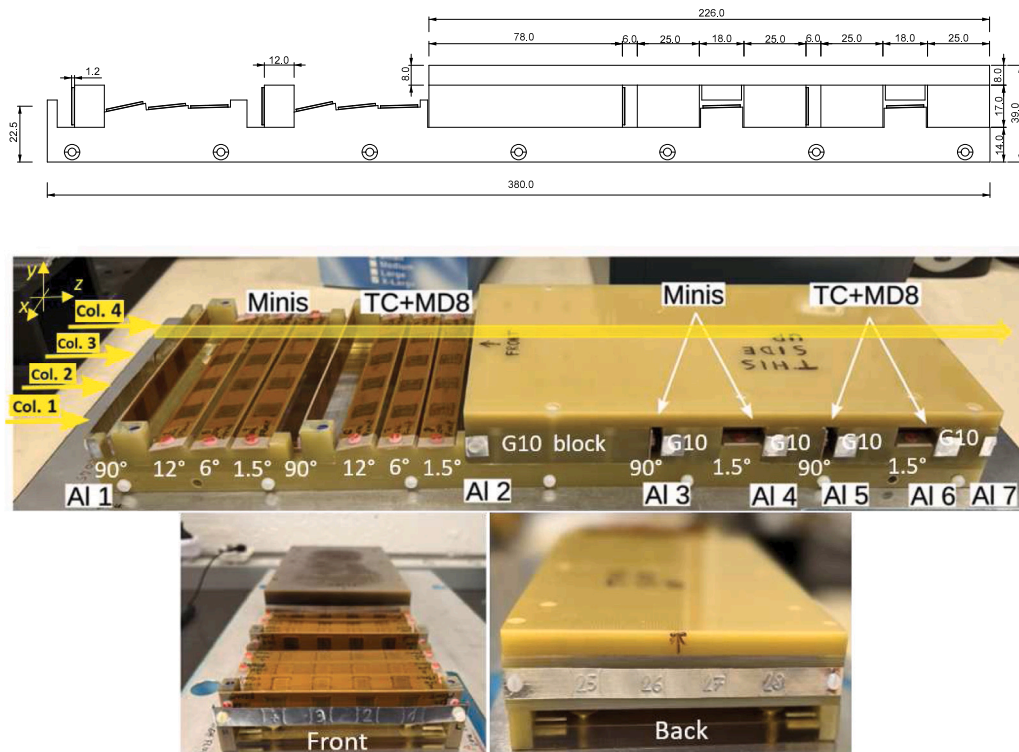 226.0
78.0 6.0 25.0 18.0 25.0 6.0 25.0 18.0 25.0
1.2
12.0
8.0
8.0
22.5
17.0
39.0
14.0
380.0
y
z
x
Minis
TC+MD8
Minis
TC+MD8
Col. 4
Col. 3
Col. 2
Col. 1
FRONT
THIS
SIDE
UP
G10 block
G10
G10
G10
G10
90° 12° 6° 1.5° 90° 12° 6° 1.5°
90° 1.5° 90° 1.5°
Al 1 Al 2 Al 3 Al 4 Al 5 Al 6 Al 7
Front
25 26 27 28
Back